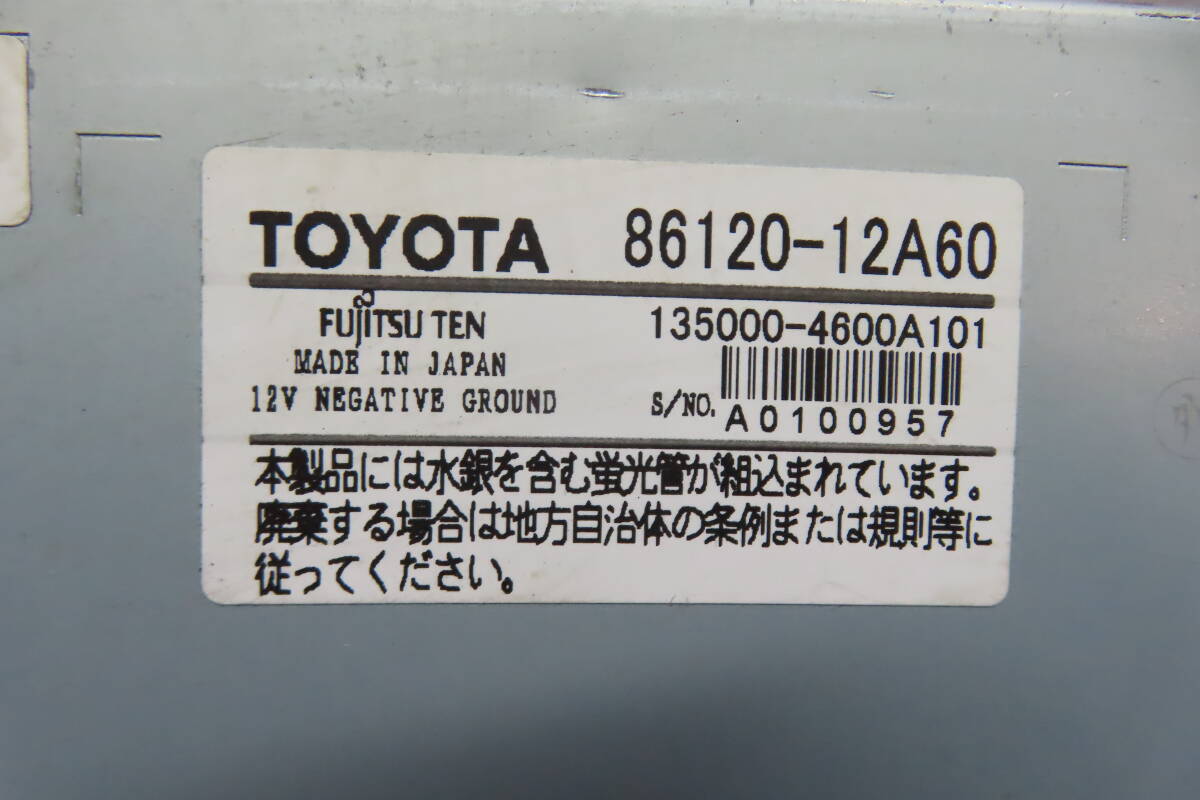 TOYOTA 86120-12A60
FUJITSU TEN 135000-4600A101
MADE IN JAPAN
12V NEGATIVE GROUND S/NO. A0100957
本製品には水銀を含む蛍光管が組込まれています。
廃棄する場合は地方自治体の条例または規則等に
従ってください。